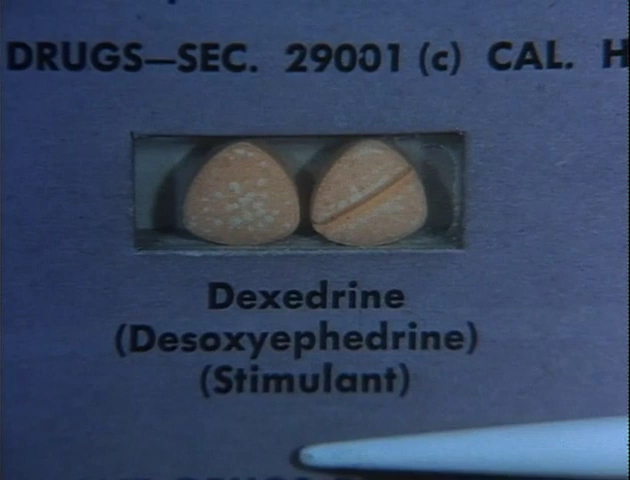 DRUGS—SEC. 29001 (c) CAL. H
Dexedrine
(Desoxyephedrine)
(Stimulant)